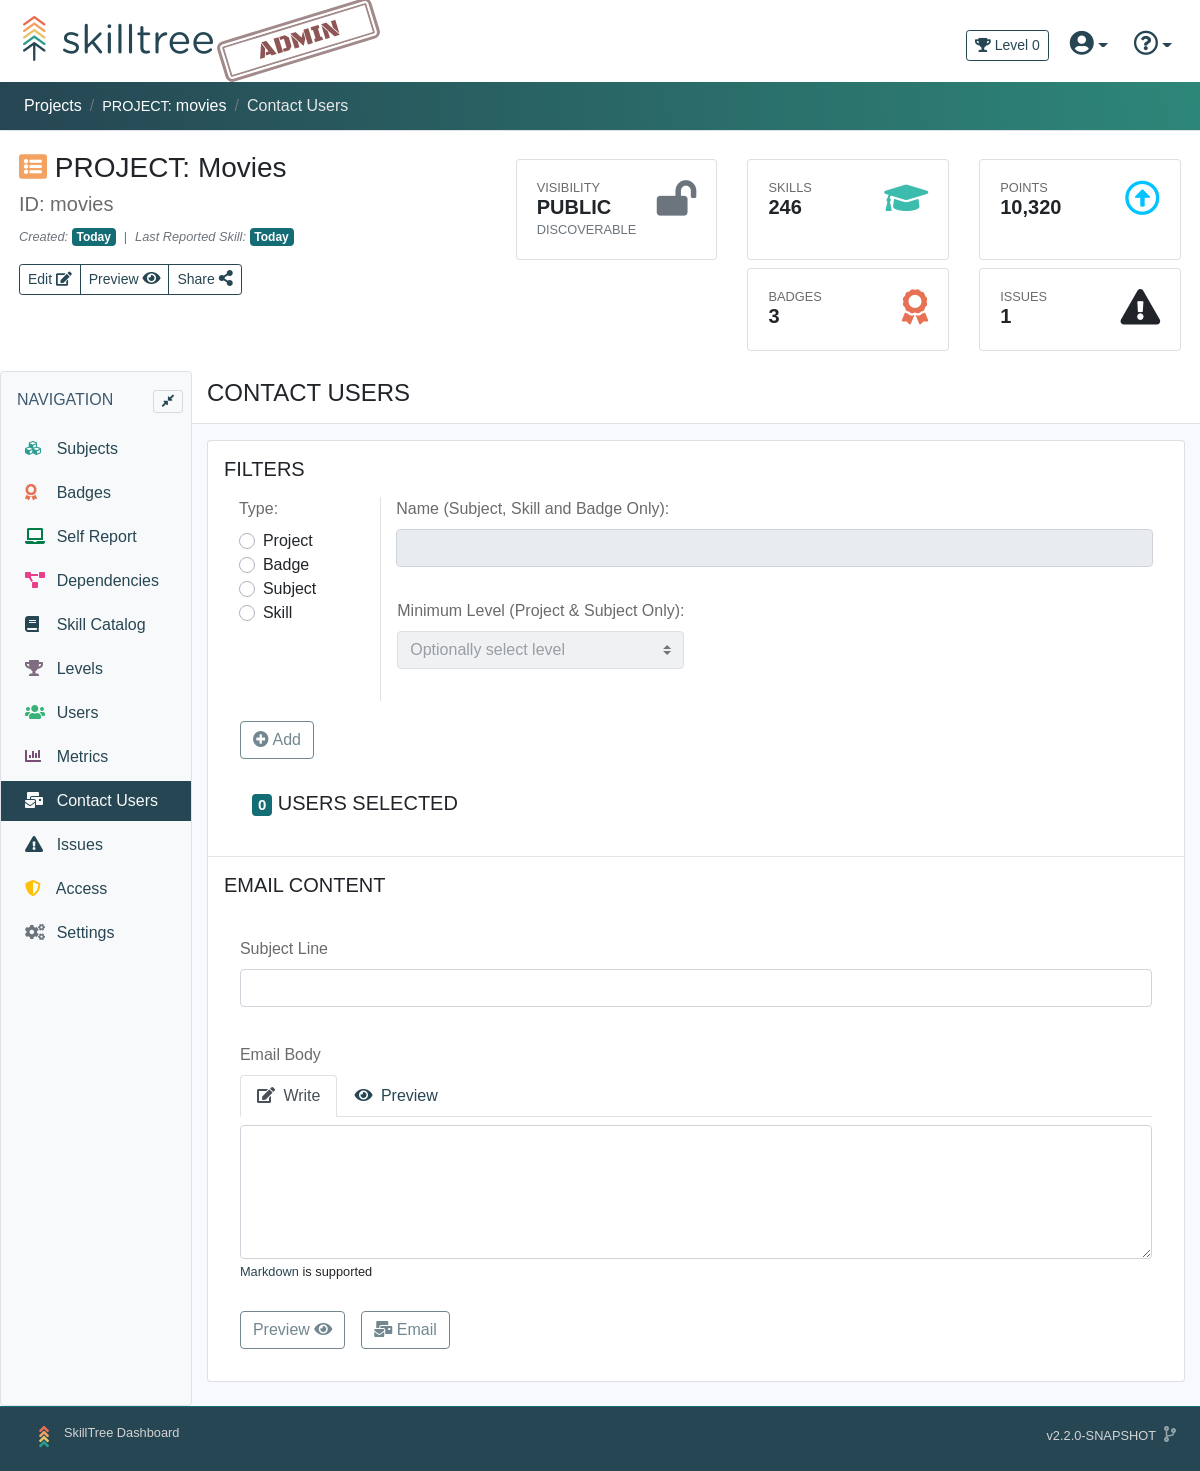 skilltree
ADMIN
Level 0
Projects / PROJECT: movies / Contact Users
PROJECT: Movies
ID: movies
Created: Today | Last Reported Skill: Today
Edit
Preview
Share
VISIBILITY
PUBLIC
DISCOVERABLE
SKILLS
246
POINTS
10,320
BADGES
3
ISSUES
1
NAVIGATION
Subjects
Badges
Self Report
Dependencies
Skill Catalog
Levels
Users
Metrics
Contact Users
Issues
Access
Settings
CONTACT USERS
FILTERS
Type:
Project
Badge
Subject
Skill
Name (Subject, Skill and Badge Only):
Minimum Level (Project & Subject Only):
Optionally select level
Add
0 USERS SELECTED
EMAIL CONTENT
Subject Line
Email Body
Write
Preview
Markdown is supported
Preview
Email
SkillTree Dashboard
v2.2.0-SNAPSHOT